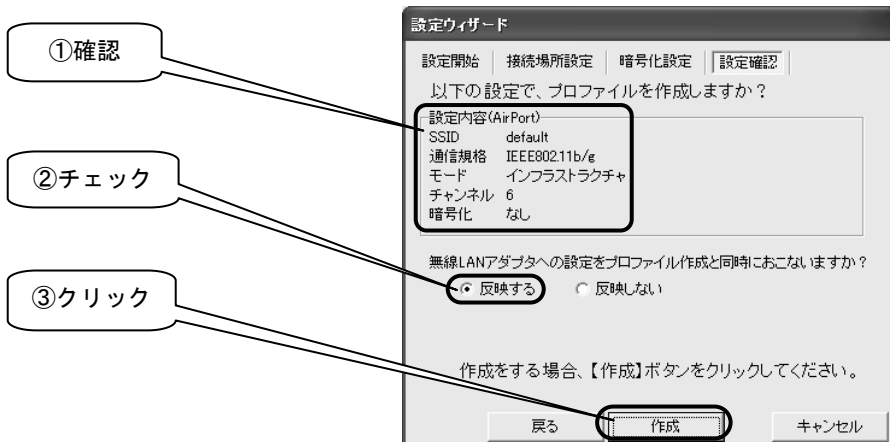 ①確認
②チェック
③クリック
設定ウィザード
設定開始 接続場所設定 暗号化設定 設定確認
以下の設定で、プロファイルを作成しますか？
設定内容(AirPort)
SSID default
通信規格 IEEE802.11b/g
モード インフラストラクチャ
チャンネル 6
暗号化 なし
無線LANアダプタへの設定をプロファイル作成と同時におこないますか？
反映する 反映しない
作成をする場合、【作成】ボタンをクリックしてください。
戻る 作成 キャンセル